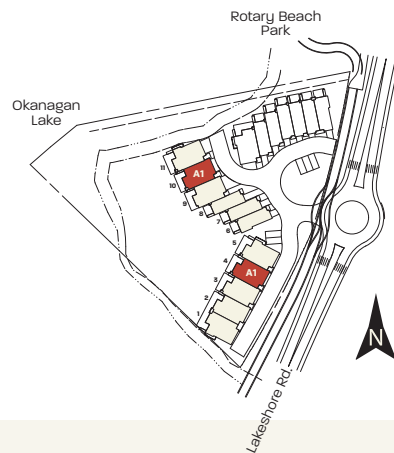 Rotary Beach
Park
Okanagan
Lake
11
A1
10
9
8
7
6
5
4
A1
3
2
1
N
Lakeshore Rd.